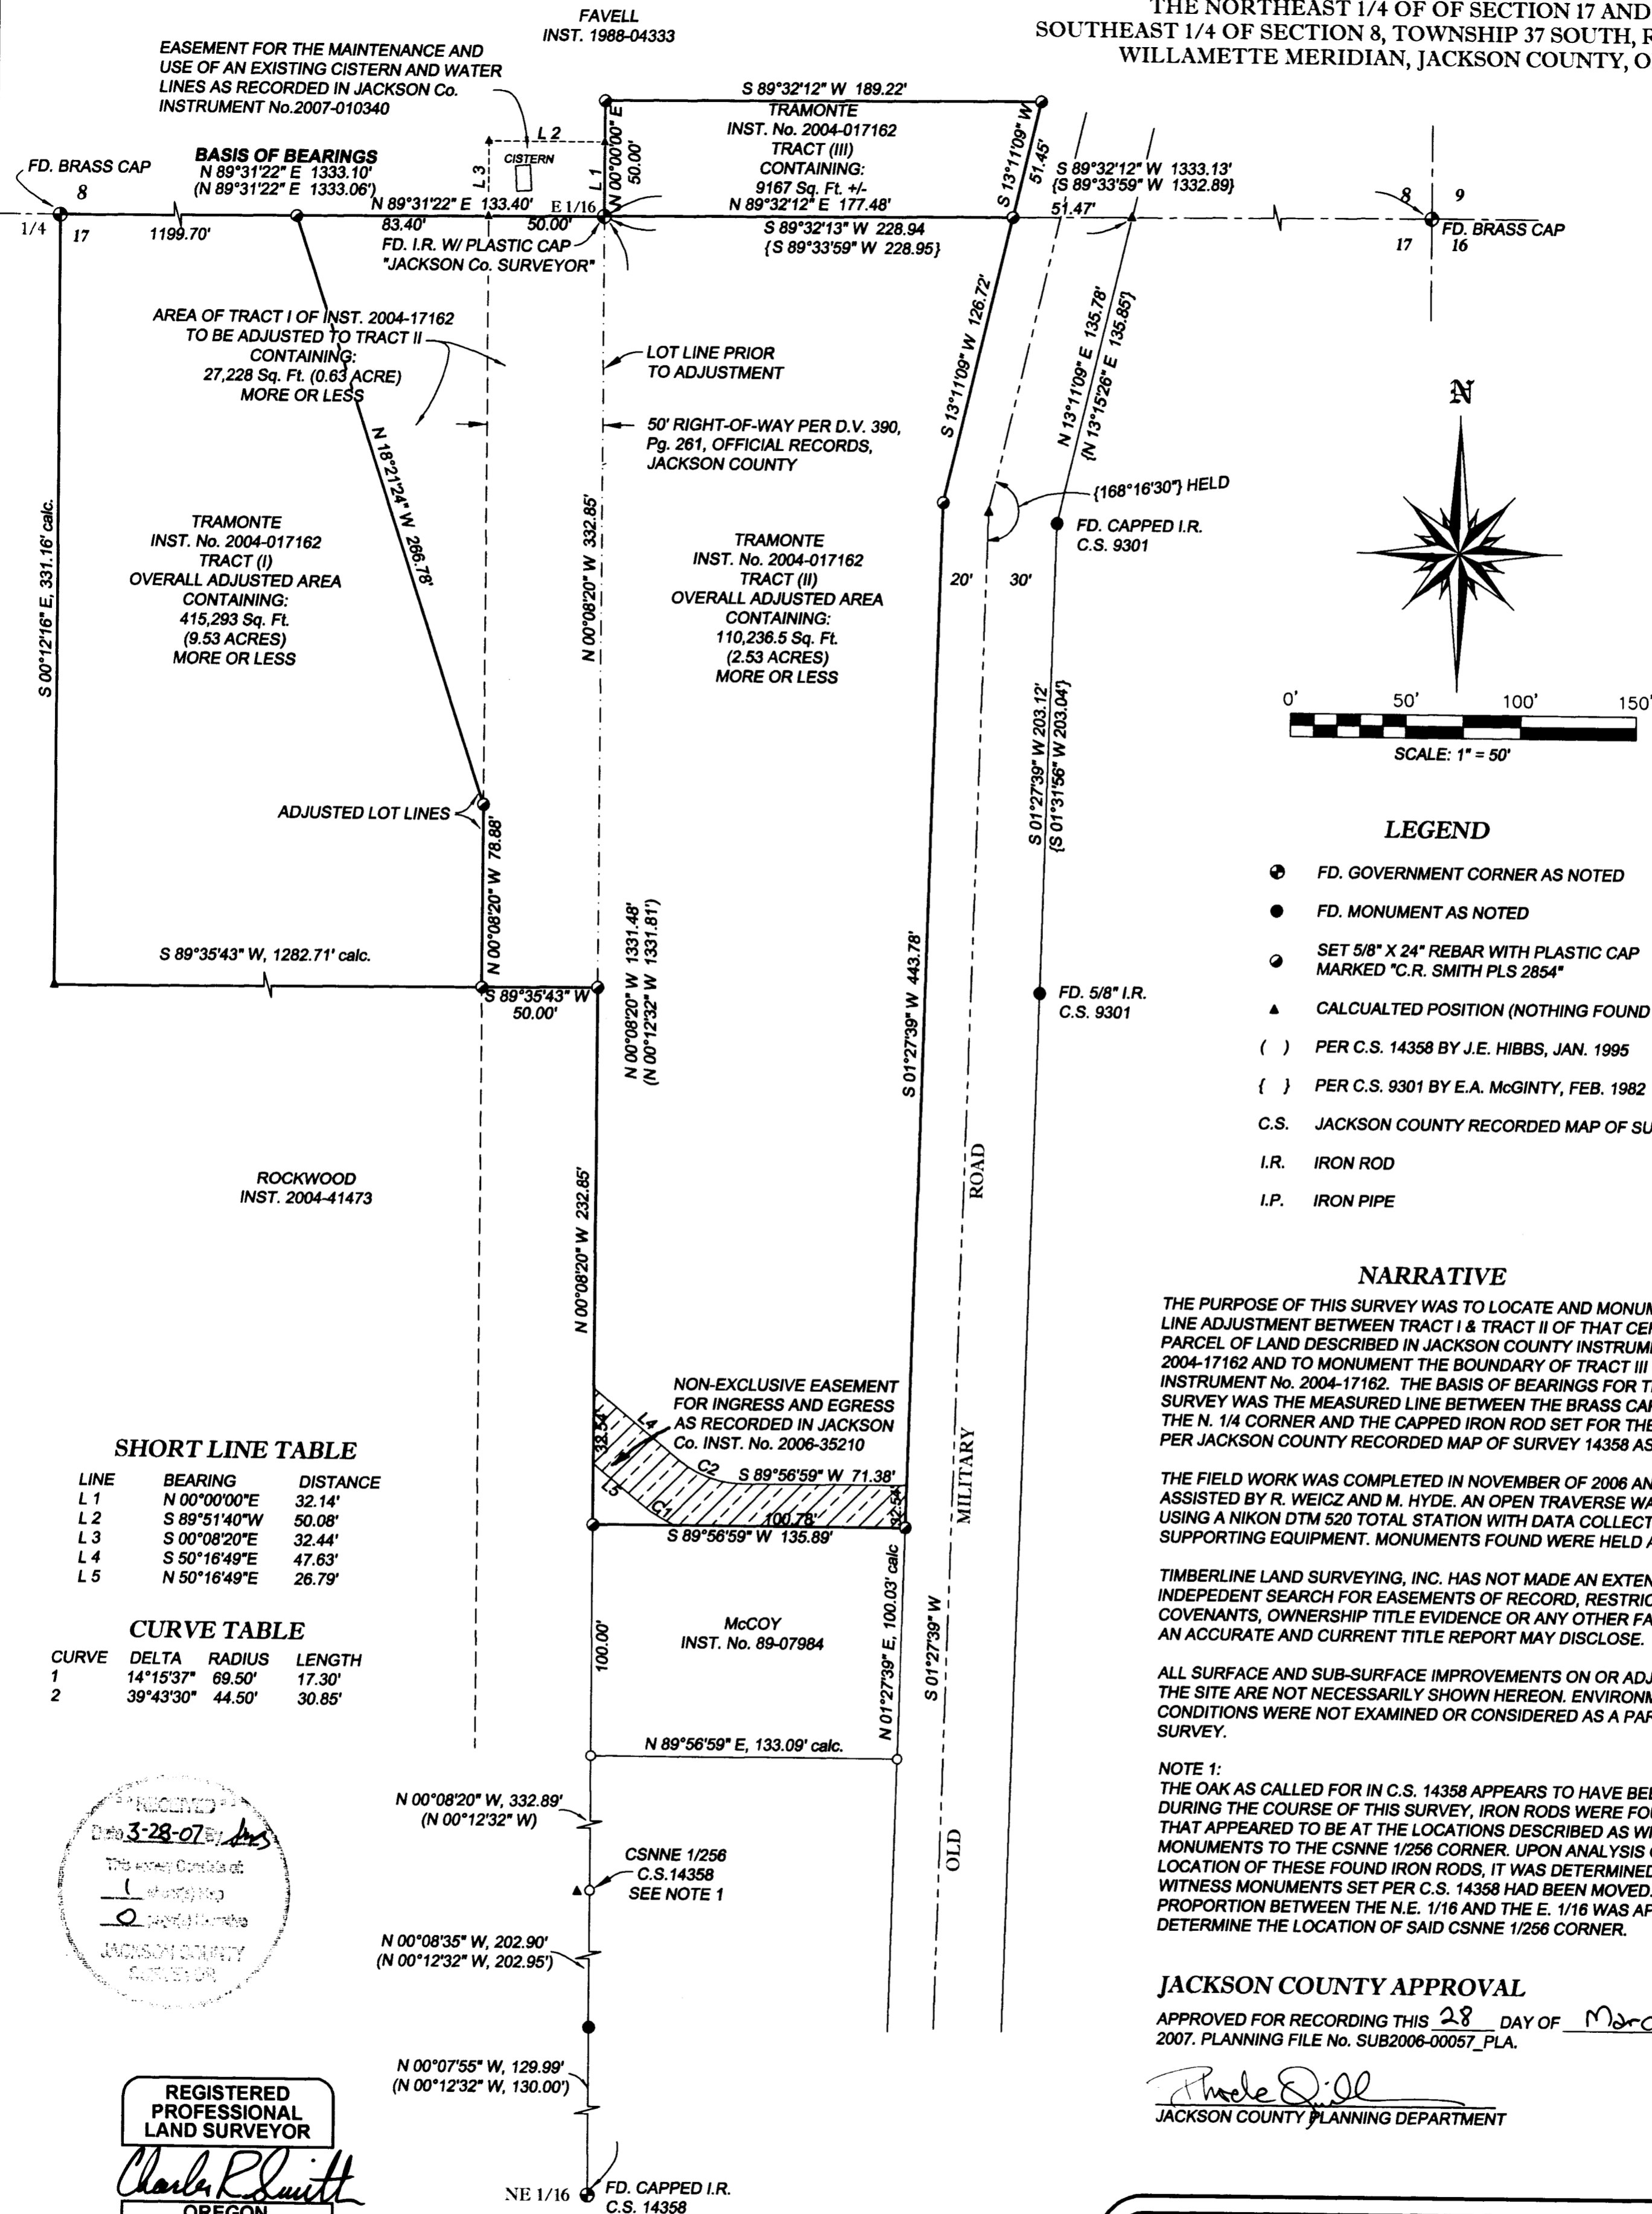 THE NORTHEAST 1/4 OF OF SECTION 17 AND
SOUTHEAST 1/4 OF SECTION 8, TOWNSHIP 37 SOUTH,
WILLAMETTE MERIDIAN, JACKSON COUNTY,
FAVELL
INST. 1988-04333
EASEMENT FOR THE MAINTENANCE AND
USE OF AN EXISTING CISTERN AND WATER
LINES AS RECORDED IN JACKSON Co.
INSTRUMENT No.2007-010340
S 89°32'12" W 189.22'
TRAMONTE
INST. No. 2004-017162
TRACT (III)
CONTAINING:
9167 Sq. Ft. +/-
N 89°32'12" E 177.48'
S 89°32'13" W 228.94
{S 89°33'59" W 228.95}
S 13°11'09" W
51.45'
S 89°32'12" W 1333.13'
{S 89°33'59" W 1332.89}
51.47'
L 2
CISTERN
L 3
L 1
N 00°00'00" E
50.00'
FD. BRASS CAP
8
1/4
17
BASIS OF BEARINGS
N 89°31'22" E 1333.10'
(N 89°31'22" E 1333.06')
N 89°31'22" E 133.40'
E 1/16
1199.70'
83.40'
50.00'
FD. I.R. W/ PLASTIC CAP
"JACKSON Co. SURVEYOR"
8
9
17
16
FD. BRASS CAP
AREA OF TRACT I OF INST. 2004-17162
TO BE ADJUSTED TO TRACT II
CONTAINING:
27,228 Sq. Ft. (0.63 ACRE)
MORE OR LESS
LOT LINE PRIOR
TO ADJUSTMENT
50' RIGHT-OF-WAY PER D.V. 390,
Pg. 261, OFFICIAL RECORDS,
JACKSON COUNTY
S 13°11'09" W 126.72'
N 13°11'09" E 135.78'
{N 13°15'26" E 135.85'}
{168°16'30"} HELD
FD. CAPPED I.R.
C.S. 9301
N
N 18°21'24" W 266.78'
S 00°12'16" E, 331.16' calc.
TRAMONTE
INST. No. 2004-017162
TRACT (I)
OVERALL ADJUSTED AREA
CONTAINING:
415,293 Sq. Ft.
(9.53 ACRES)
MORE OR LESS
N 00°08'20" W 332.85'
TRAMONTE
INST. No. 2004-017162
TRACT (II)
OVERALL ADJUSTED AREA
CONTAINING:
110,236.5 Sq. Ft.
(2.53 ACRES)
MORE OR LESS
20'
30'
S 01°27'39" W 203.12'
{S 01°31'56" W 203.04'}
0'
50'
100'
150'
SCALE: 1" = 50'
ADJUSTED LOT LINES
N 00°08'20" W 78.88'
S 89°35'43" W, 1282.71' calc.
S 89°35'43" W
50.00'
N 00°08'20" W 1331.48'
(N 00°12'32" W 1331.81')
S 01°27'39" W 443.78'
FD. 5/8" I.R.
C.S. 9301
LEGEND
FD. GOVERNMENT CORNER AS NOTED
FD. MONUMENT AS NOTED
SET 5/8" X 24" REBAR WITH PLASTIC CAP
MARKED "C.R. SMITH PLS 2854"
CALCUALTED POSITION (NOTHING FOUND
( ) PER C.S. 14358 BY J.E. HIBBS, JAN. 1995
{ } PER C.S. 9301 BY E.A. McGINTY, FEB. 1982
C.S. JACKSON COUNTY RECORDED MAP OF
I.R. IRON ROD
I.P. IRON PIPE
ROCKWOOD
INST. 2004-41473
N 00°08'20" W 232.85'
OLD
MILITARY
ROAD
NON-EXCLUSIVE EASEMENT
FOR INGRESS AND EGRESS
AS RECORDED IN JACKSON
Co. INST. No. 2006-35210
32.54'
L4
C2
S 89°56'59" W 71.38'
L5
C1
100.78'
32.54'
S 89°56'59" W 135.89'
McCOY
INST. No. 89-07984
100.00'
N 01°27'39" E, 100.03' calc
S 01°27'39" W
N 89°56'59" E, 133.09' calc.
SHORT LINE TABLE
LINE BEARING DISTANCE
L 1 N 00°00'00"E 32.14'
L 2 S 89°51'40"W 50.08'
L 3 S 00°08'20"E 32.44'
L 4 S 50°16'49"E 47.63'
L 5 N 50°16'49"E 26.79'
CURVE TABLE
CURVE DELTA RADIUS LENGTH
1 14°15'37" 69.50' 17.30'
2 39°43'30" 44.50' 30.85'
N 00°08'20" W, 332.89'
(N 00°12'32" W)
CSNNE 1/256
C.S.14358
SEE NOTE 1
N 00°08'35" W, 202.90'
(N 00°12'32" W, 202.95')
N 00°07'55" W, 129.99'
(N 00°12'32" W, 130.00')
NE 1/16
FD. CAPPED I.R.
C.S. 14358
NARRATIVE
THE PURPOSE OF THIS SURVEY WAS TO LOCATE AND
LINE ADJUSTMENT BETWEEN TRACT I & TRACT II OF THAT
PARCEL OF LAND DESCRIBED IN JACKSON COUNTY
2004-17162 AND TO MONUMENT THE BOUNDARY OF TRACT III
INSTRUMENT No. 2004-17162. THE BASIS OF BEARINGS FOR
SURVEY WAS THE MEASURED LINE BETWEEN THE BRASS
THE N. 1/4 CORNER AND THE CAPPED IRON ROD SET FOR THE
PER JACKSON COUNTY RECORDED MAP OF SURVEY 14358
THE FIELD WORK WAS COMPLETED IN NOVEMBER OF 2006
ASSISTED BY R. WEICZ AND M. HYDE. AN OPEN TRAVERSE
USING A NIKON DTM 520 TOTAL STATION WITH DATA
SUPPORTING EQUIPMENT. MONUMENTS FOUND WERE HELD
TIMBERLINE LAND SURVEYING, INC. HAS NOT MADE AN
INDEPEDENT SEARCH FOR EASEMENTS OF RECORD,
COVENANTS, OWNERSHIP TITLE EVIDENCE OR ANY OTHER
AN ACCURATE AND CURRENT TITLE REPORT MAY DISCLOSE.
ALL SURFACE AND SUB-SURFACE IMPROVEMENTS ON OR
THE SITE ARE NOT NECESSARILY SHOWN HEREON.
CONDITIONS WERE NOT EXAMINED OR CONSIDERED AS A
SURVEY.
NOTE 1:
THE OAK AS CALLED FOR IN C.S. 14358 APPEARS TO HAVE
DURING THE COURSE OF THIS SURVEY, IRON RODS WERE
THAT APPEARED TO BE AT THE LOCATIONS DESCRIBED AS
MONUMENTS TO THE CSNNE 1/256 CORNER. UPON ANALYSIS
LOCATION OF THESE FOUND IRON RODS, IT WAS DETERMINED
WITNESS MONUMENTS SET PER C.S. 14358 HAD BEEN MOVED.
PROPORTION BETWEEN THE N.E. 1/16 AND THE E. 1/16 WAS
DETERMINE THE LOCATION OF SAID CSNNE 1/256 CORNER.
JACKSON COUNTY APPROVAL
APPROVED FOR RECORDING THIS 28 DAY OF
2007. PLANNING FILE No. SUB2006-00057_PLA.
JACKSON COUNTY PLANNING DEPARTMENT
RECEIVED
Date 3-28-07 By
This survey Consists of:
1
0
JACKSON COUNTY
SURVEYOR
REGISTERED
PROFESSIONAL
LAND SURVEYOR
Charles R Smith
OREGON